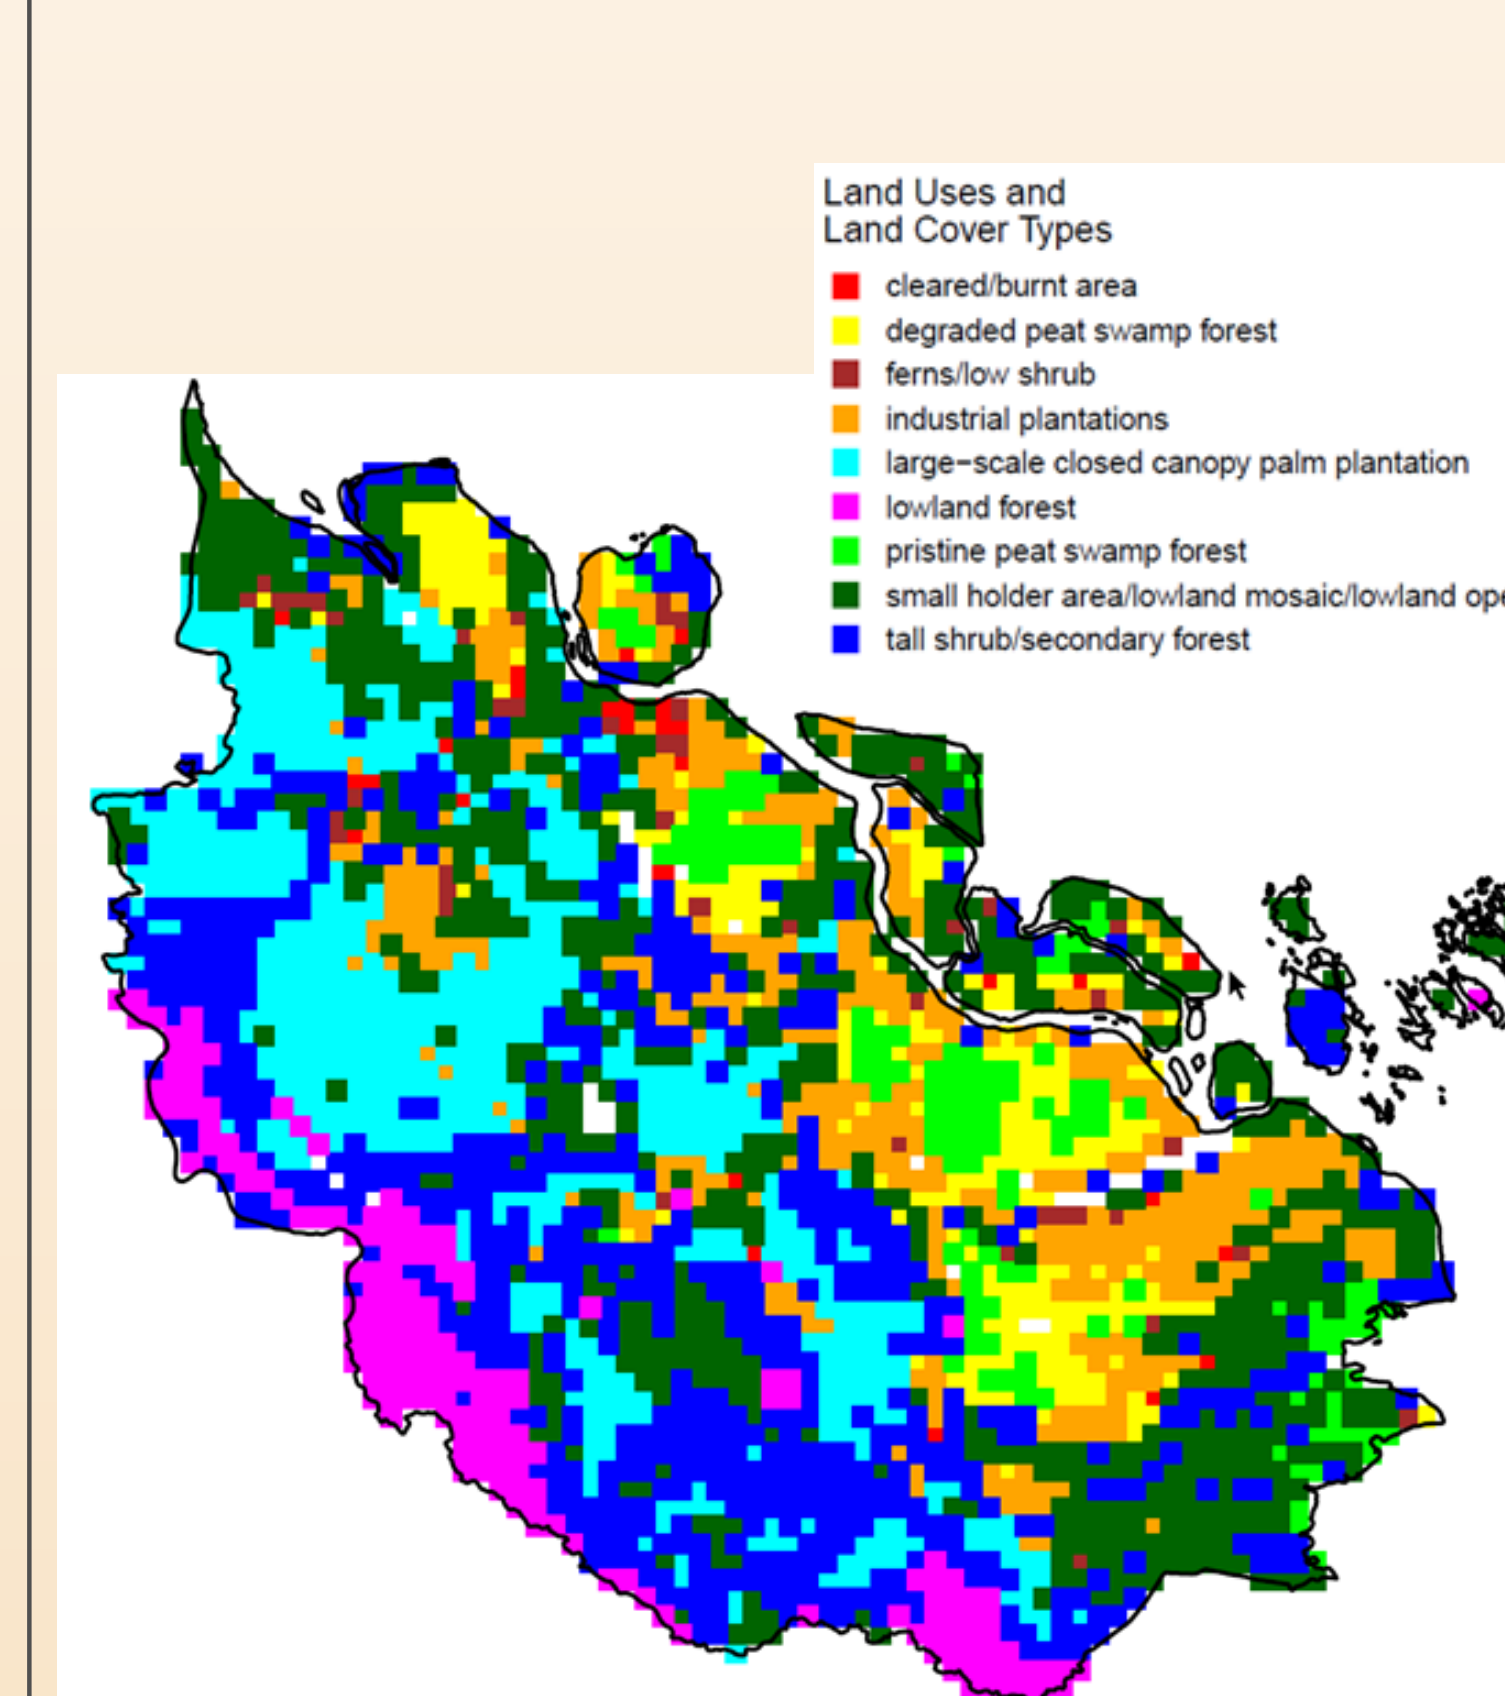 Land Uses and
Land Cover Types
cleared/burnt area
degraded peat swamp forest
ferns/low shrub
industrial plantations
large−scale closed canopy palm plantation
lowland forest
pristine peat swamp forest
small holder area/lowland mosaic/lowland ope
tall shrub/secondary forest